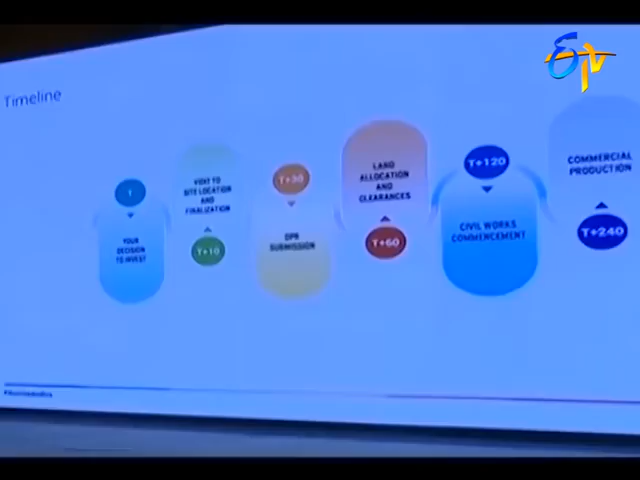 ETV
Timeline
T
YOUR
DECISION
TO INVEST
VISIT TO
SITE LOCATION
AND
FINALIZATION
T+10
T+30
DPR
SUBMISSION
LAND
ALLOCATION
AND
CLEARANCES
T+60
T+120
CIVIL WORKS
COMMENCEMENT
COMMERCIAL
PRODUCTION
T+240